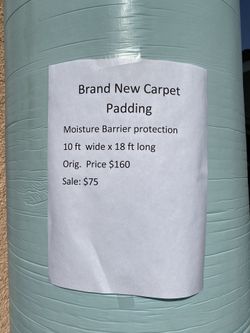 Brand New Carpet
Padding
Moisture Barrier protection
10 ft wide x 18 ft long
Orig. Price $160
Sale: $75